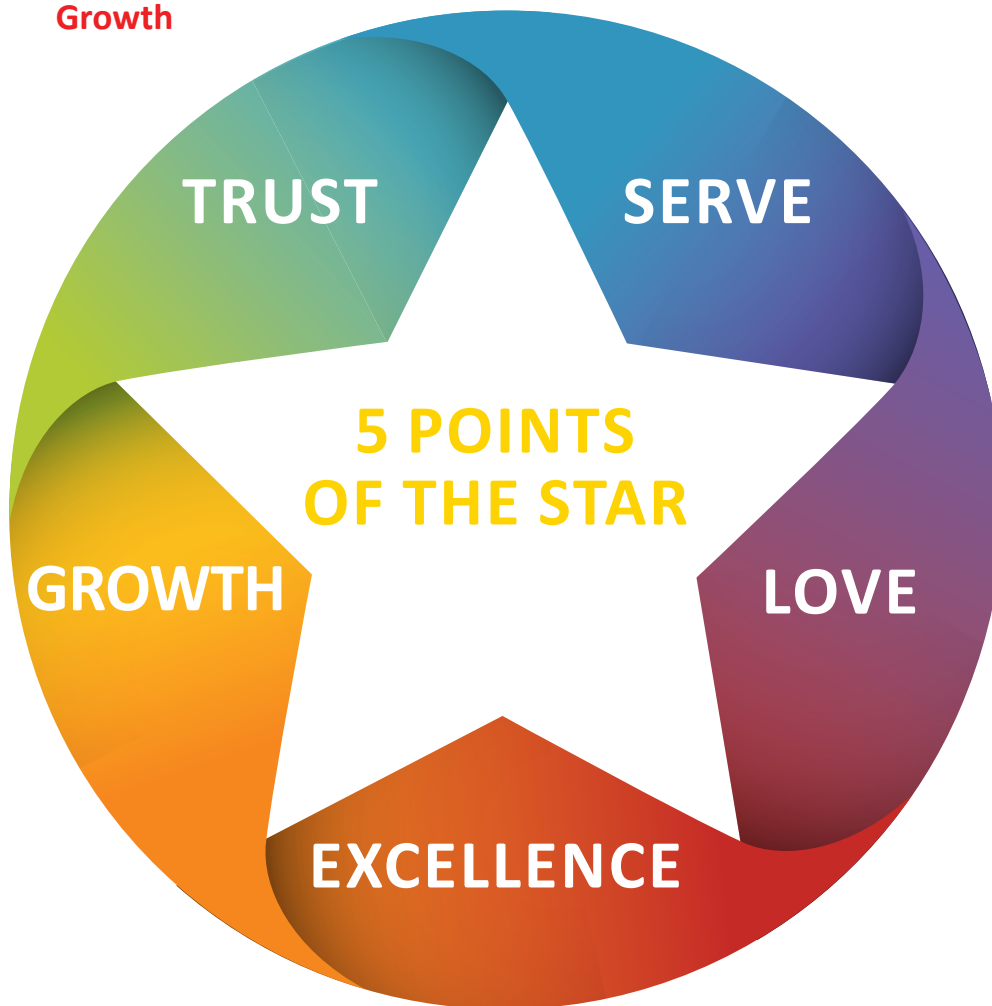 Growth
TRUST
SERVE
5 POINTS
OF THE STAR
GROWTH
LOVE
EXCELLENCE